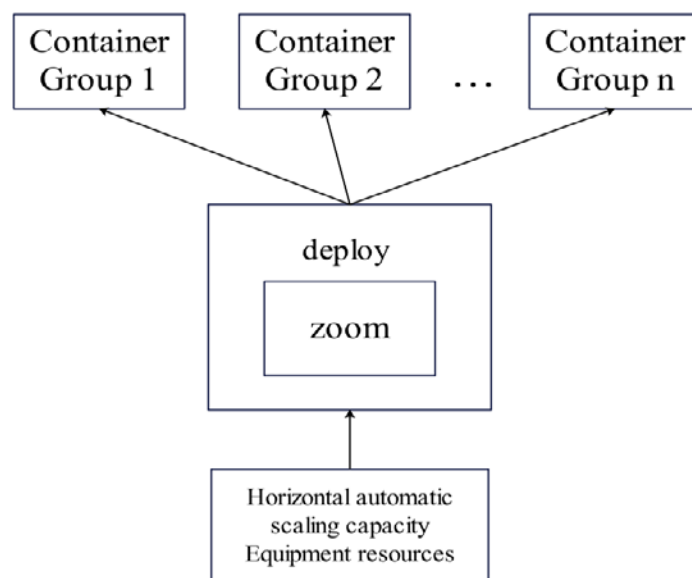 Container
Group 1
Container
Group 2
...
Container
Group n
deploy
zoom
Horizontal automatic
scaling capacity
Equipment resources